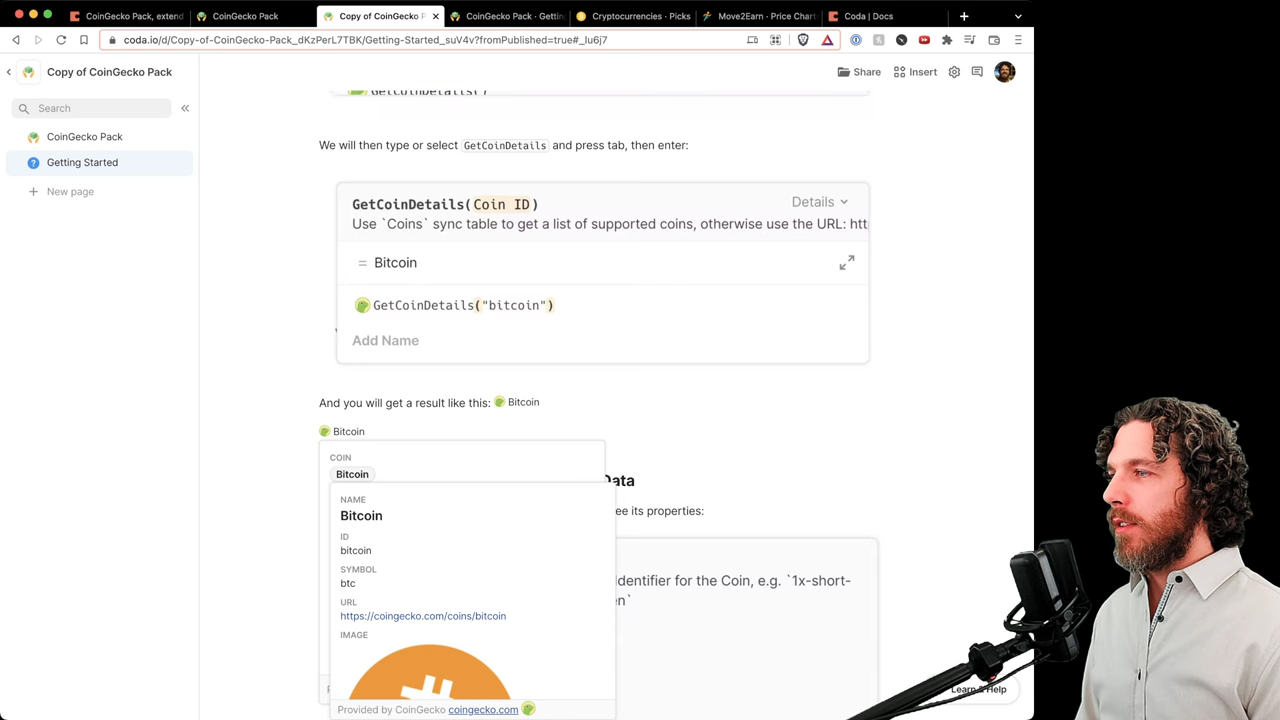 CoinGecko Pack, extend
CoinGecko Pack
Copy of CoinGecko P
CoinGecko Pack · Gettin
Cryptocurrencies · Picks
Move2Earn · Price Chart
Coda | Docs
coda.io/d/Copy-of-CoinGecko-Pack_dKzPerL7TBK/Getting-Started_suV4v?fromPublished=true#_lu6j7
Copy of CoinGecko Pack
Share
Insert
Search
CoinGecko Pack
Getting Started
New page
GetCoinDetails()
We will then type or select GetCoinDetails and press tab, then enter:
GetCoinDetails(Coin ID)
Details
Use `Coins` sync table to get a list of supported coins, otherwise use the URL: htt
= Bitcoin
GetCoinDetails("bitcoin")
Add Name
And you will get a result like this: Bitcoin
Bitcoin
COIN
Bitcoin
Data
ee its properties:
identifier for the Coin, e.g. `1x-short-
en`
NAME
Bitcoin
ID
bitcoin
SYMBOL
btc
URL
https://coingecko.com/coins/bitcoin
IMAGE
Provided by CoinGecko coingecko.com
Learn & Help